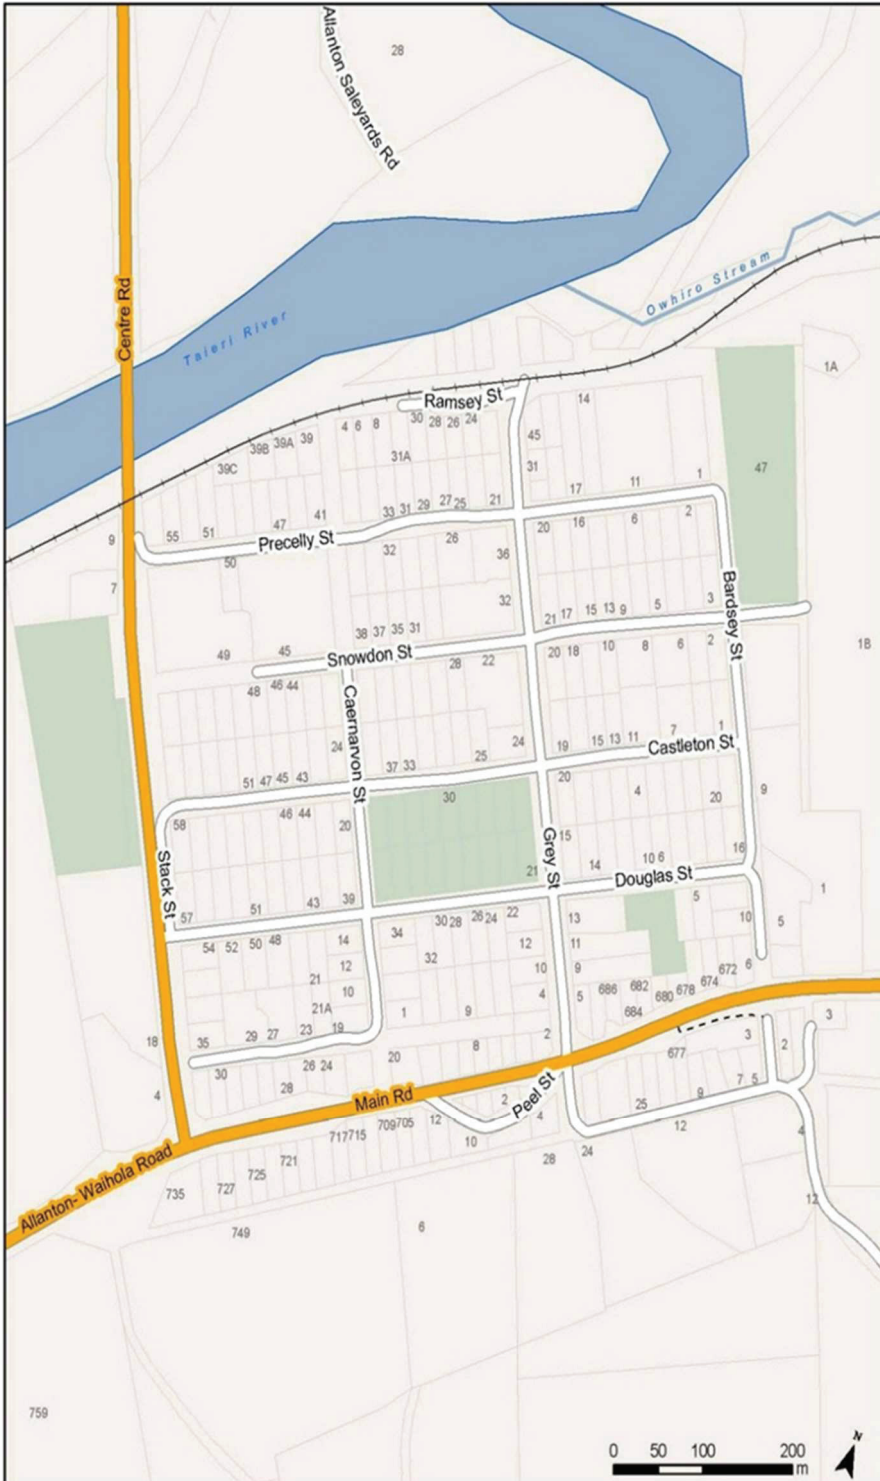 28
Allanton Saleyards Rd
Centre Rd
Taieri River
Owhiro Stream
1A
Ramsey St
14
4 6 8
30 28 26 24
39B 39A 39
39C
31A
45
31
47
55 51 47 41
33 31 29 27 25 21
17 11 1
Precelly St
20 16 6 2
9
50
32 26 36
7
32
Bardsey St
38 37 35 31
21 17 15 13 9 5 3
49 45
Snowdon St
28 22
20 18 10 8 6 2
1B
48 46 44
Caernarvon St
24
24
19 15 13 11 7 1
Castleton St
51 47 45 43
37 33 25
20
30
4 20 9
58
46 44
20
Grey St
15
Stack St
21
14 10 6 16
Douglas St
57 51 43 39
5
1
54 52 50 48
14
34
30 28 26 24 22
13
10 5
12
32
12
11
21
10
10
9
672 6
674
678
680
682
686
684
21A
1
9
4
5
18
35 29 27 23 19
2
3
3
2
677
30
28
26 24
20
8
4
Main Rd
Peel St
2
4
12
10
7 5
9
25
12
4
717 715
709 705
24
28
Allanton- Waihola Road
721
725
727
735
12
749
6
759
N
0 50 100 200
m